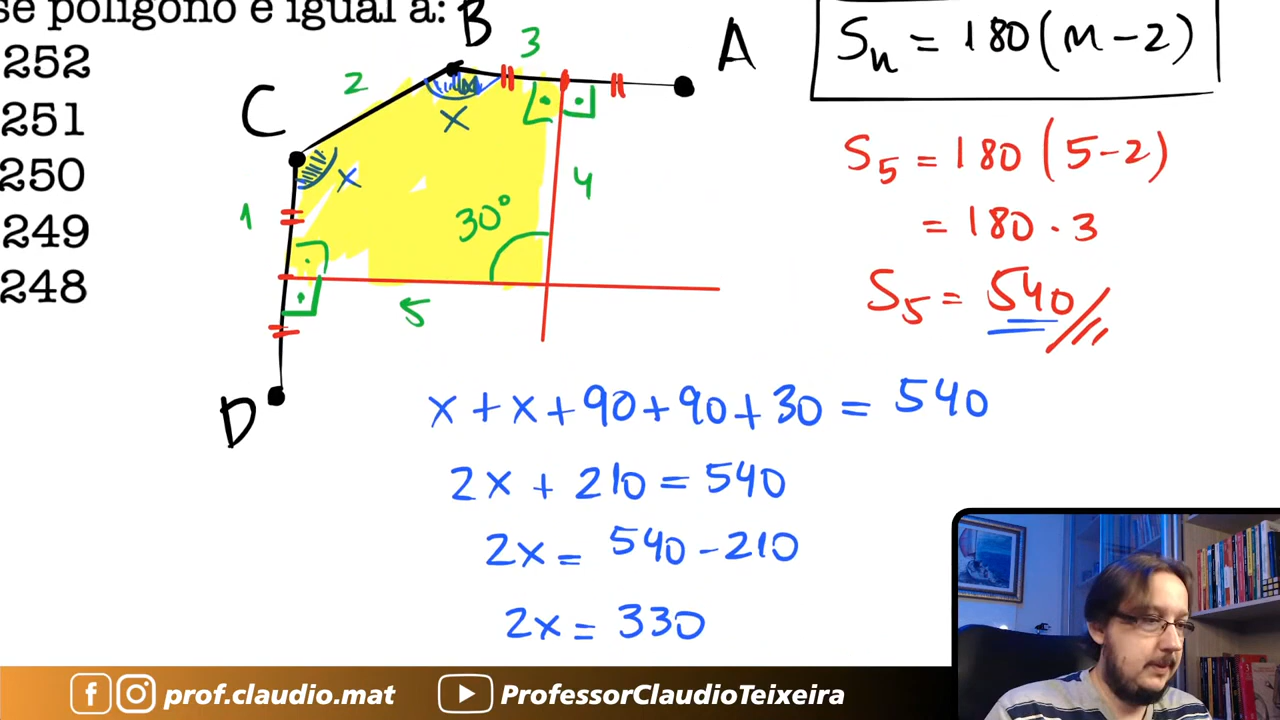 se polígono é igual a:
252
251
250
249
248
B
3
A
2
C
x
x
4
1
30°
5
D
Sn = 180(n-2)
S5 = 180 (5-2)
= 180 . 3
S5 = 540//
x + x + 90 + 90 + 30 = 540
2x + 210 = 540
2x = 540 - 210
2x = 330
prof.claudio.mat
ProfessorClaudioTeixeira